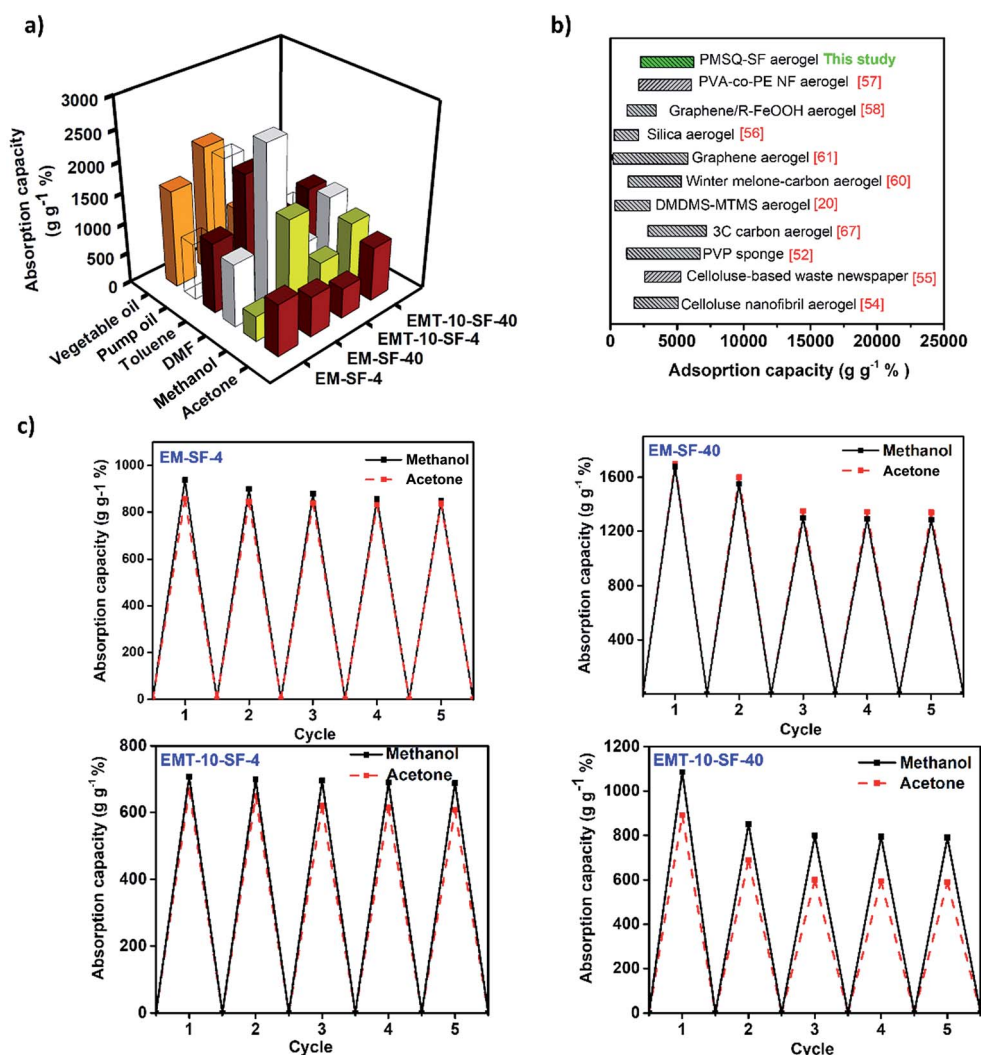 a)
3000
2500
2000
1500
1000
500
0
Absorption capacity
(g g-1 %)
Vegetable oil
Pump oil
Toluene
DMF
Methanol
Acetone
EMT-10-SF-40
EMT-10-SF-4
EM-SF-40
EM-SF-4
b)
PMSQ-SF aerogel This study
PVA-co-PE NF aerogel [57]
Graphene/R-FeOOH aerogel [58]
Silica aerogel [56]
Graphene aerogel [61]
Winter melone-carbon aerogel [60]
DMDMS-MTMS aerogel [20]
3C carbon aerogel [67]
PVP sponge [52]
Celloluse-based waste newspaper [55]
Celloluse nanofibril aerogel [54]
0 5000 10000 15000 20000 25000
Adsoprtion capacity (g g-1 % )
c)
EM-SF-4
Methanol
Acetone
1000
800
600
400
200
0
Absorption capacity (g g-1 %)
1 2 3 4 5
Cycle
EM-SF-40
Methanol
Acetone
1600
1200
800
400
Absorption capacity (g g-1 %)
1 2 3 4 5
Cycle
EMT-10-SF-4
Methanol
Acetone
800
600
400
200
0
Absorption capacity (g g-1 %)
1 2 3 4 5
Cycle
EMT-10-SF-40
Methanol
Acetone
1200
1000
800
600
400
200
0
Absorption capacity (g g-1 %)
1 2 3 4 5
Cycle